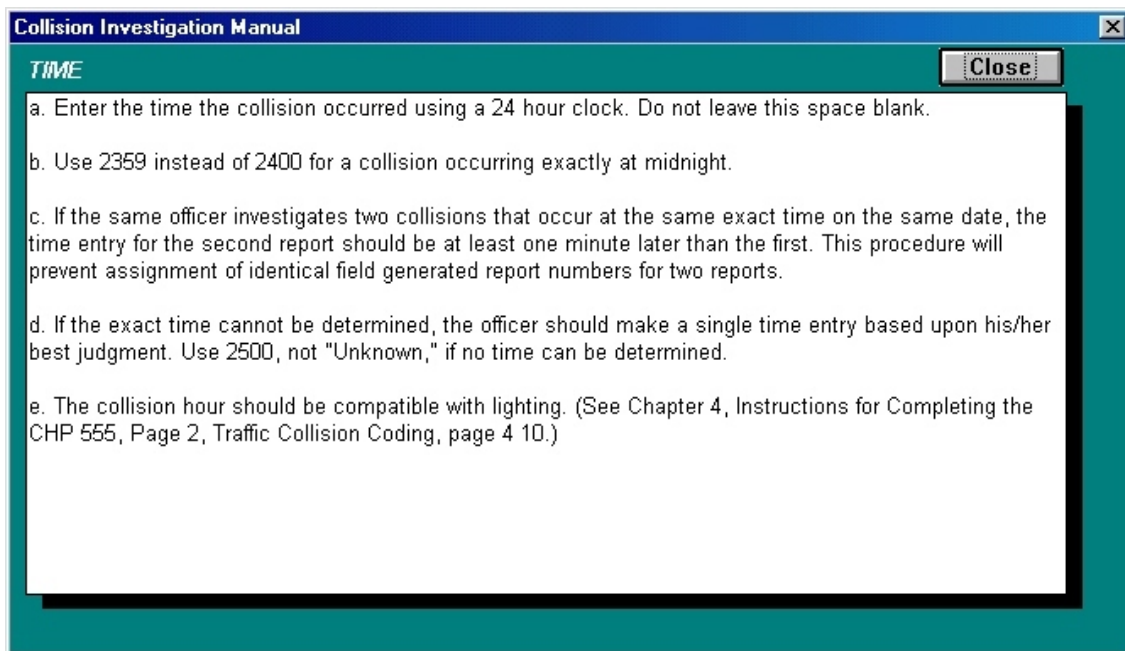 Collision Investigation Manual
TIME
Close
a. Enter the time the collision occurred using a 24 hour clock. Do not leave this space blank.
b. Use 2359 instead of 2400 for a collision occurring exactly at midnight.
c. If the same officer investigates two collisions that occur at the same exact time on the same date, the
time entry for the second report should be at least one minute later than the first. This procedure will
prevent assignment of identical field generated report numbers for two reports.
d. If the exact time cannot be determined, the officer should make a single time entry based upon his/her
best judgment. Use 2500, not "Unknown," if no time can be determined.
e. The collision hour should be compatible with lighting. (See Chapter 4, Instructions for Completing the
CHP 555, Page 2, Traffic Collision Coding, page 4 10.)